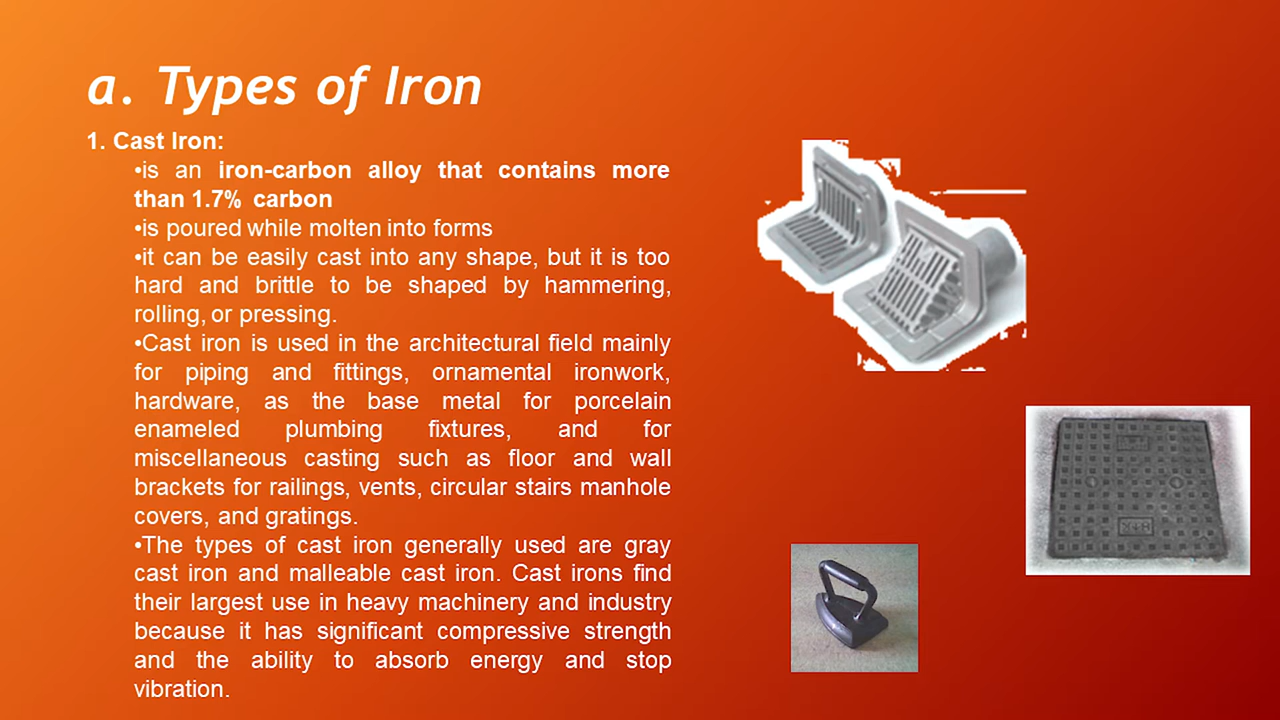 a. Types of Iron
1. Cast Iron:
•is an iron-carbon alloy that contains more
than 1.7% carbon
•is poured while molten into forms
•it can be easily cast into any shape, but it is too
hard and brittle to be shaped by hammering,
rolling, or pressing.
•Cast iron is used in the architectural field mainly
for piping and fittings, ornamental ironwork,
hardware, as the base metal for porcelain
enameled plumbing fixtures, and for
miscellaneous casting such as floor and wall
brackets for railings, vents, circular stairs manhole
covers, and gratings.
•The types of cast iron generally used are gray
cast iron and malleable cast iron. Cast irons find
their largest use in heavy machinery and industry
because it has significant compressive strength
and the ability to absorb energy and stop
vibration.